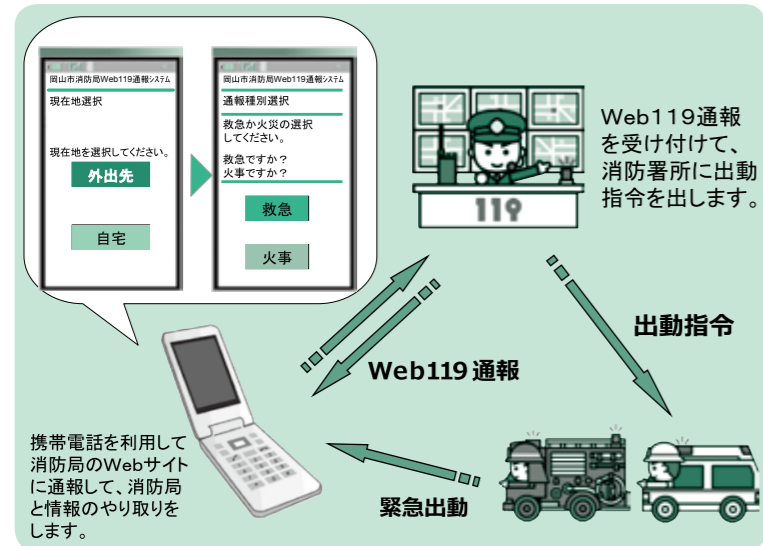 岡山市消防局Web119通報システム
現在地選択
現在地を選択してください。
外出先
自宅
岡山市消防局Web119通報システム
通報種別選択
救急か火災の選択
してください。
救急ですか？
火事ですか？
救急
火事
119
Web119通報
を受け付けて、
消防署所に出動
指令を出します。
出動指令
Web119通報
携帯電話を利用して
消防局のWebサイト
に通報して、消防局
と情報のやり取りを
します。
緊急出動